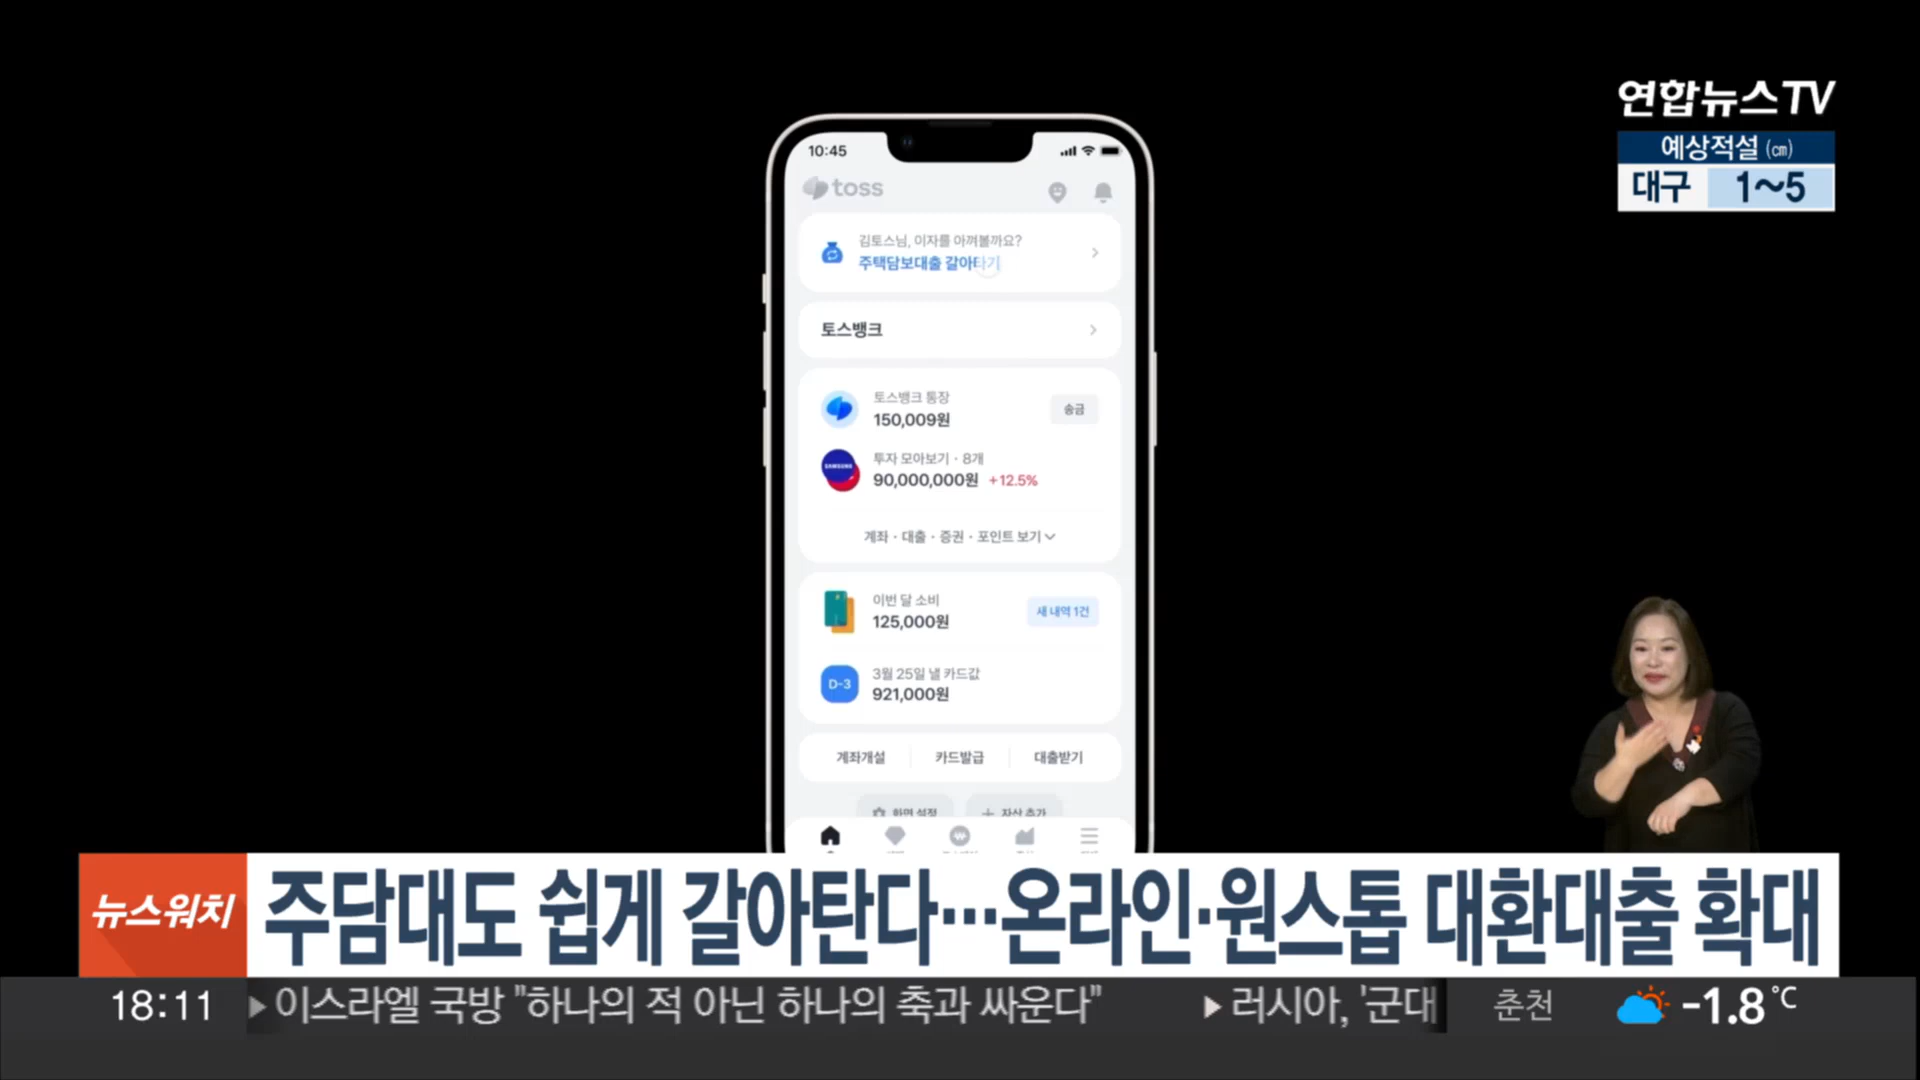 연합뉴스TV
예상적설 (㎝)
대구 1~5
10:45
toss
김토스님, 이자를 아껴볼까요?
주택담보대출 갈아타기
토스뱅크
토스뱅크 통장
150,009원
송금
SAMSUNG
투자 모아보기 · 8개
90,000,000원 +12.5%
계좌 · 대출 · 증권 · 포인트 보기
이번 달 소비
125,000원
새 내역 1건
D-3
3월 25일 낼 카드값
921,000원
계좌개설 카드발급 대출받기
화면 설정 + 자산 추가
뉴스워치
주담대도 쉽게 갈아탄다…온라인·원스톱 대환대출 확대
18:11 ▶이스라엘 국방 "하나의 적 아닌 하나의 축과 싸운다" ▶러시아, '군대 춘천 -1.8℃